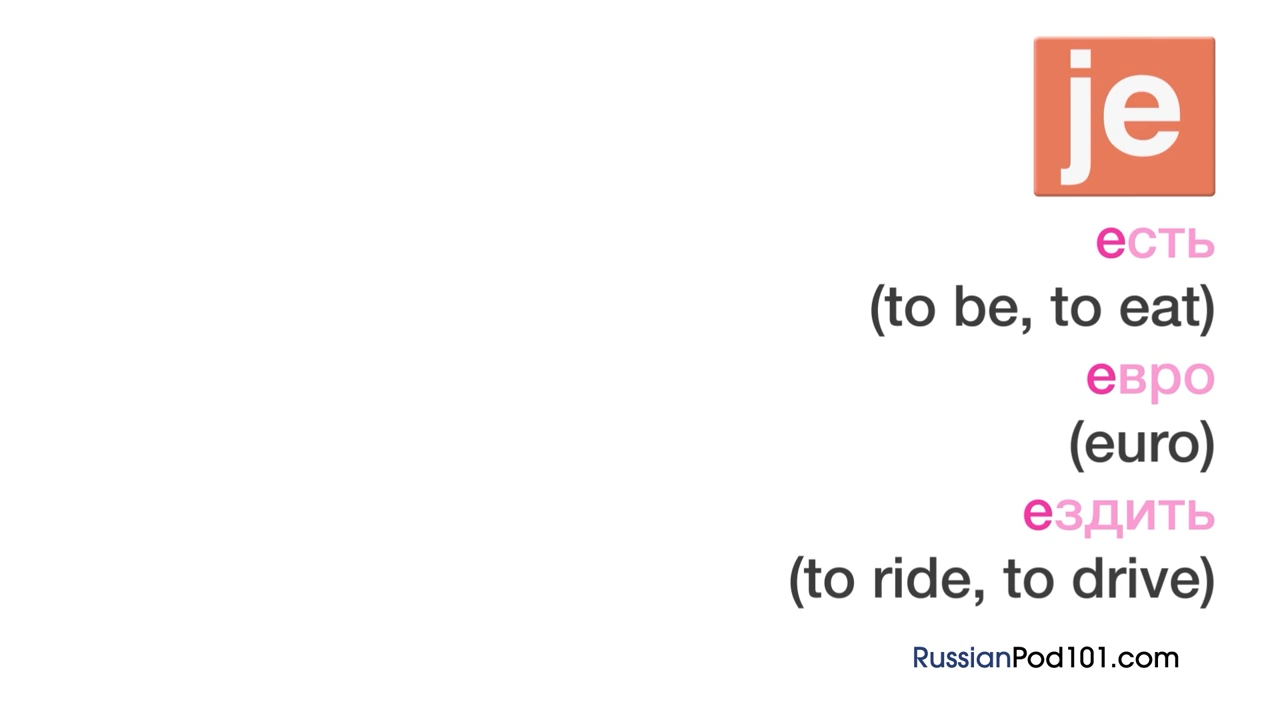 je
есть
(to be, to eat)
евро
(euro)
ездить
(to ride, to drive)
RussianPod101.com